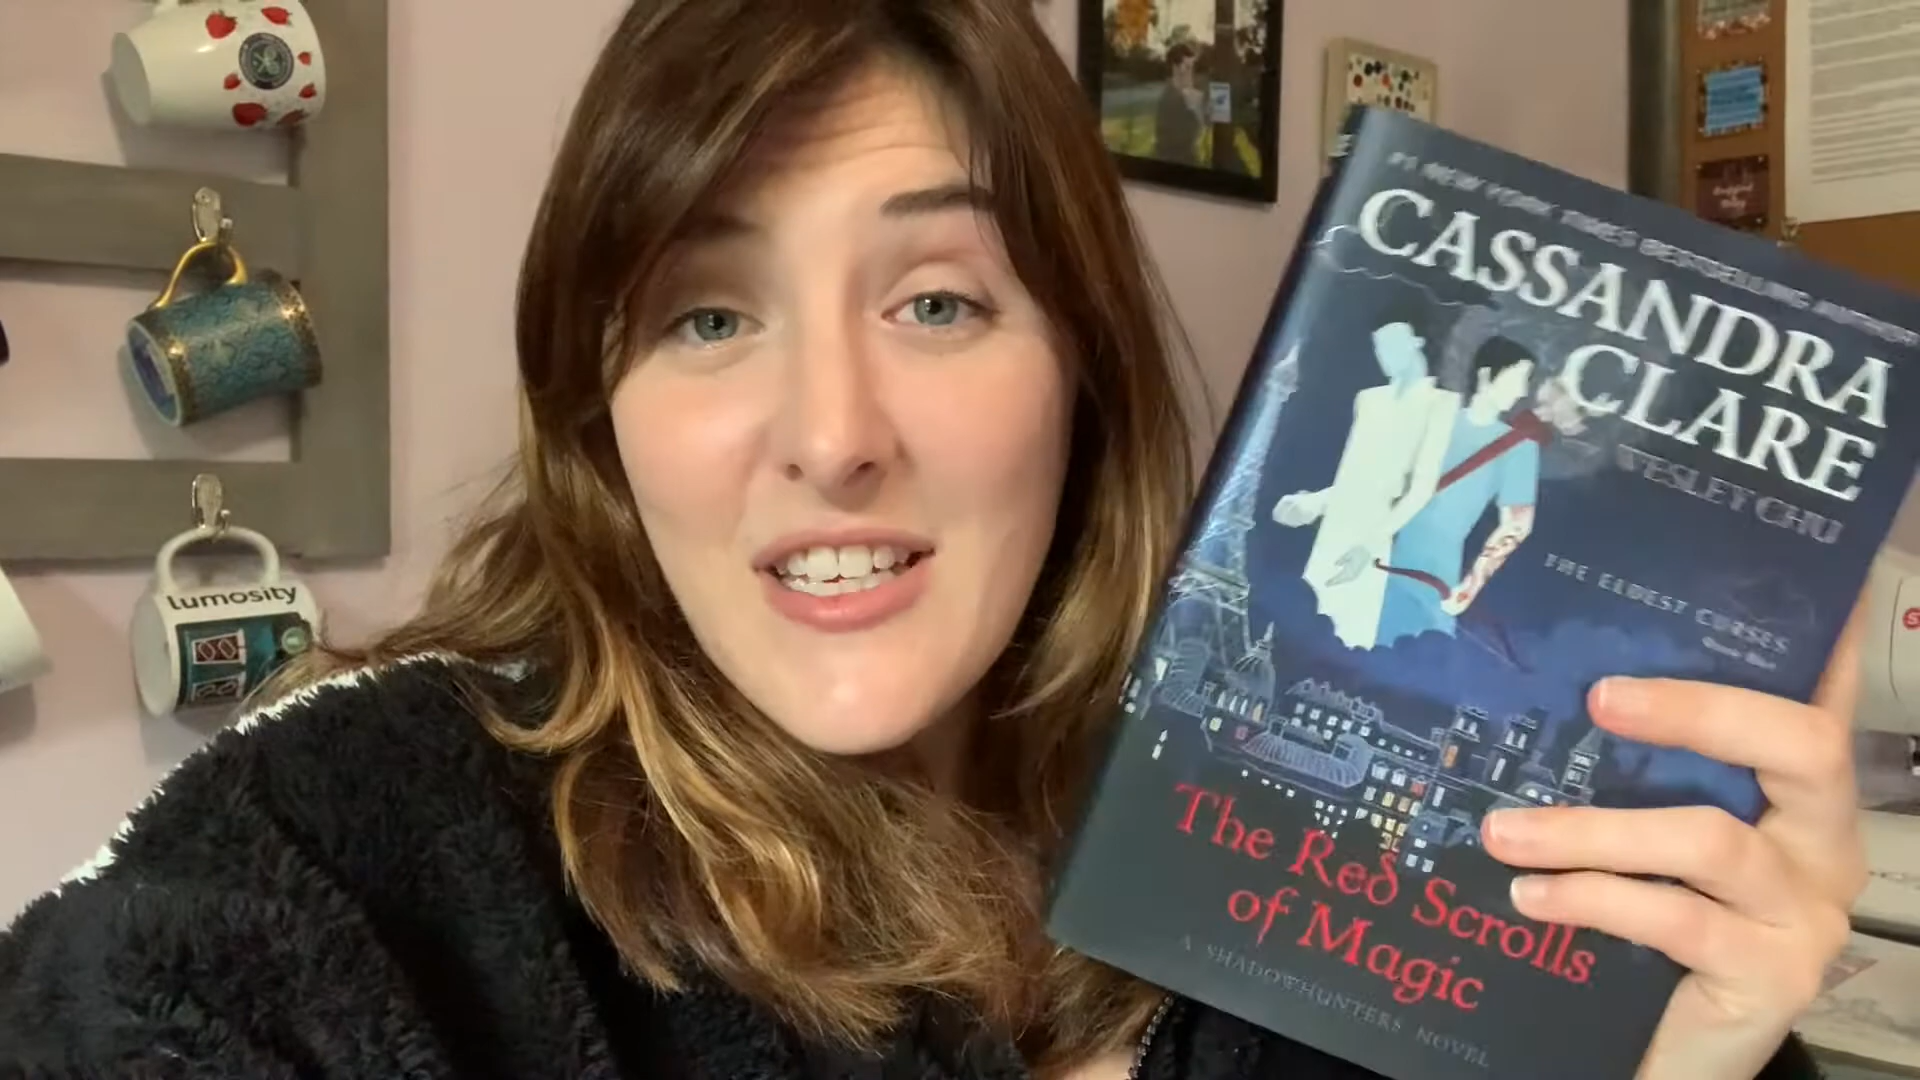 #1 NEW YORK TIMES BESTSELLING AUTHOR
CASSANDRA
CLARE
WESLEY CHU
THE ELDEST CURSES
The Red Scrolls
of Magic
A SHADOWHUNTERS NOVEL
Lumosity